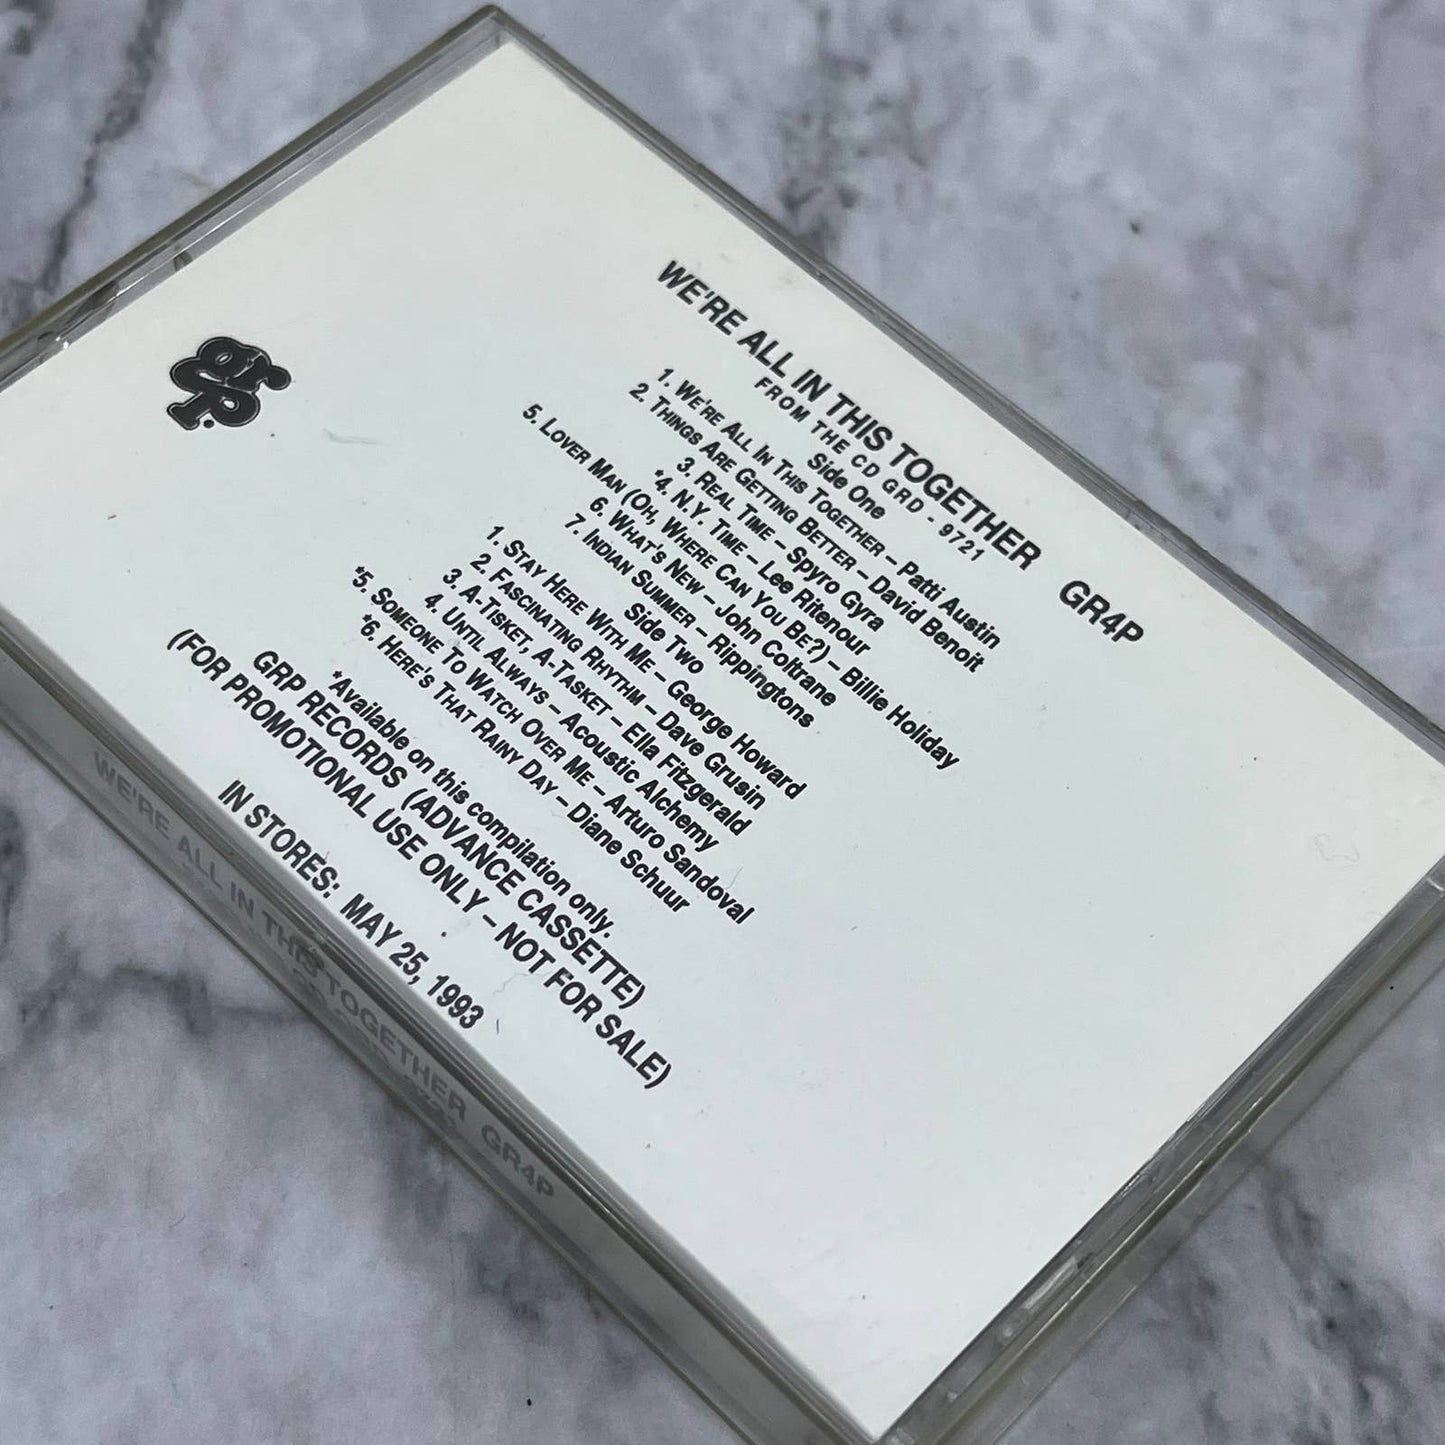 grp.
WE'RE ALL IN THIS TOGETHER GR4P
FROM THE CD GRD - 9721
Side One
1. WE'RE ALL IN THIS TOGETHER – Patti Austin
2. THINGS ARE GETTING BETTER – David Benoit
3. REAL TIME – Spyro Gyra
*4. N.Y. TIME – Lee Ritenour
5. LOVER MAN (OH, WHERE CAN YOU BE?) – Billie Holiday
6. WHAT'S NEW – John Coltrane
7. INDIAN SUMMER – Rippingtons
Side Two
1. STAY HERE WITH ME – George Howard
2. FASCINATING RHYTHM – Dave Grusin
3. A-TISKET, A-TASKET – Ella Fitzgerald
4. UNTIL ALWAYS – Acoustic Alchemy
*5. SOMEONE TO WATCH OVER ME – Arturo Sandoval
*6. HERE'S THAT RAINY DAY – Diane Schuur
*Available on this compilation only.
GRP RECORDS (ADVANCE CASSETTE)
(FOR PROMOTIONAL USE ONLY – NOT FOR SALE)
IN STORES: MAY 25, 1993
WE'RE ALL IN THIS TOGETHER GR4P